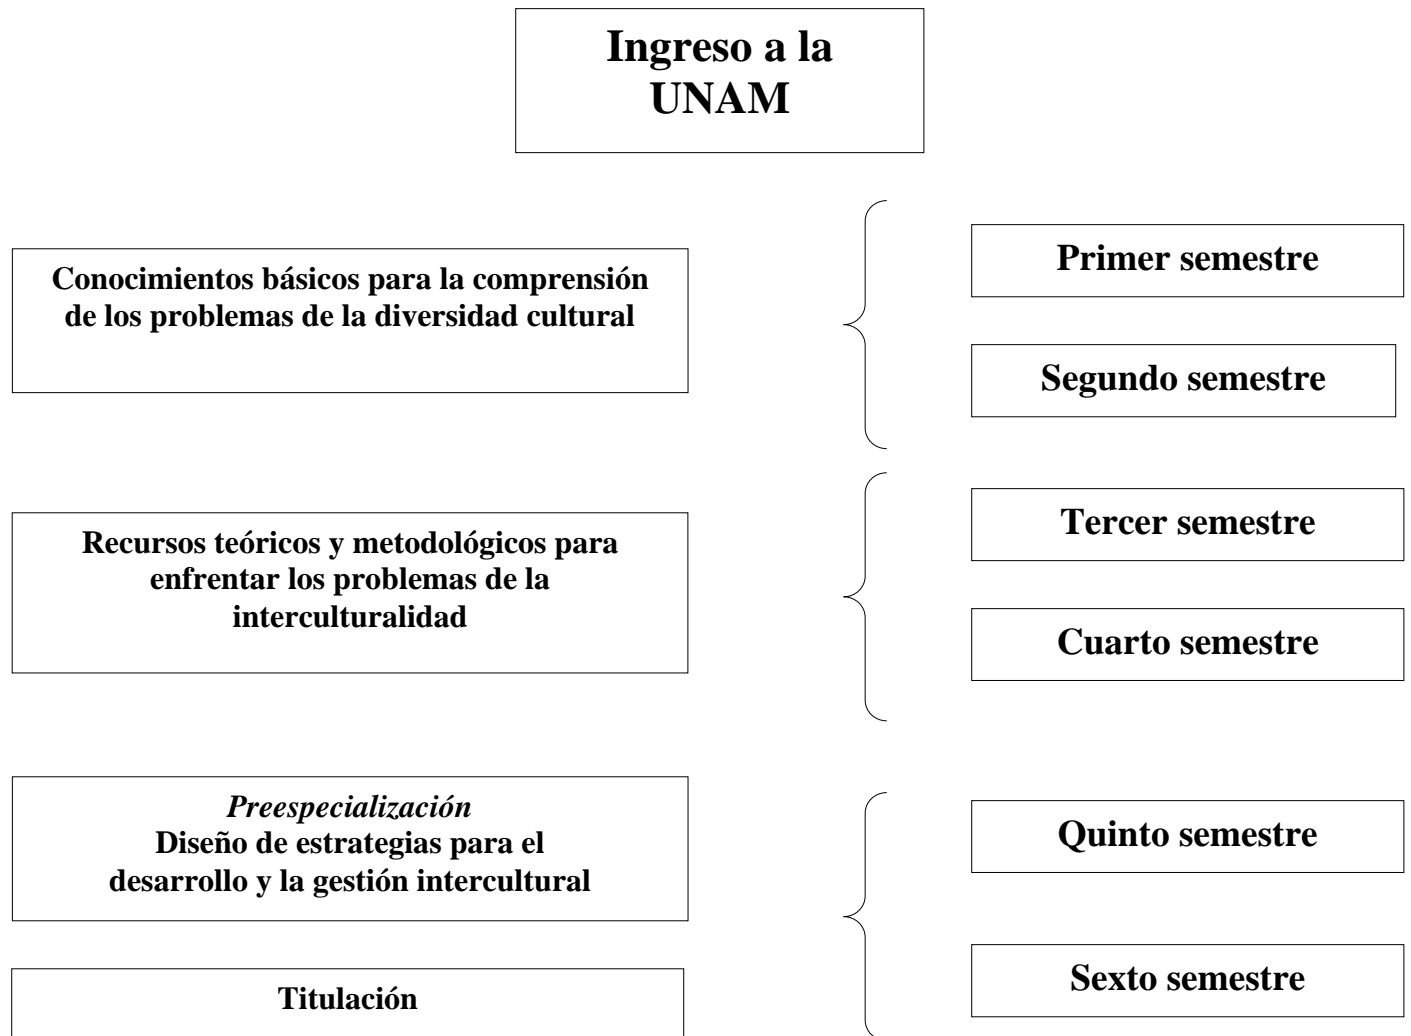 Ingreso a la
UNAM
Conocimientos básicos para la comprensión
de los problemas de la diversidad cultural
Primer semestre
Segundo semestre
Recursos teóricos y metodológicos para
enfrentar los problemas de la
interculturalidad
Tercer semestre
Cuarto semestre
Preespecialización
Diseño de estrategias para el
desarrollo y la gestión intercultural
Quinto semestre
Titulación
Sexto semestre